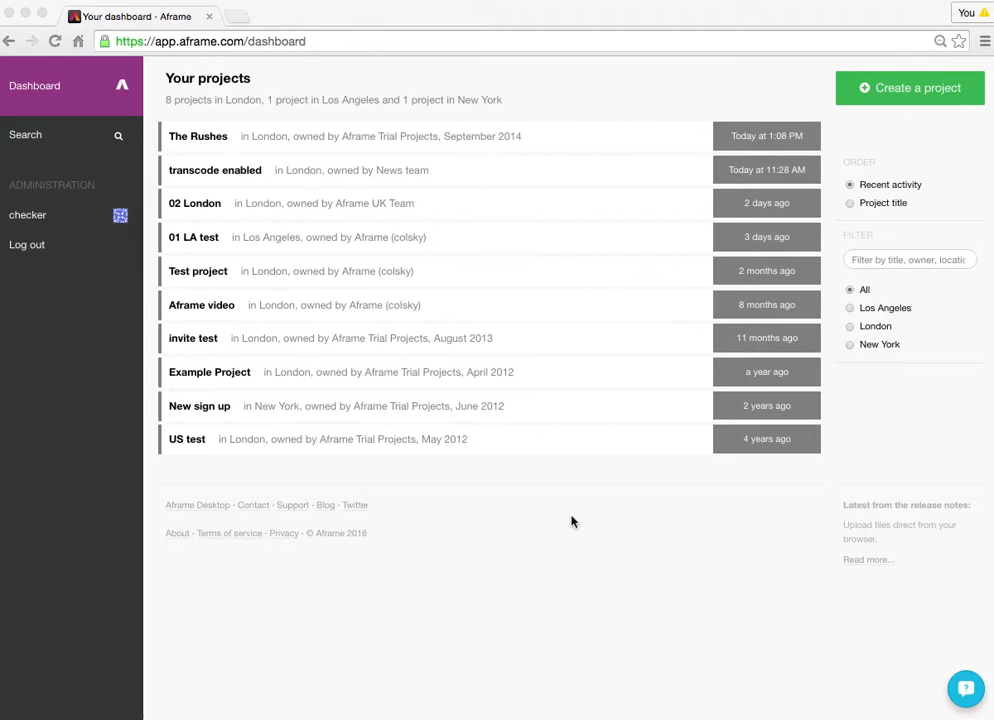 Your dashboard · Aframe
You
https://app.aframe.com/dashboard
Dashboard
Search
ADMINISTRATION
checker
Log out
Your projects
8 projects in London, 1 project in Los Angeles and 1 project in New York
The Rushes in London, owned by Aframe Trial Projects, September 2014 Today at 1:08 PM
transcode enabled in London, owned by News team Today at 11:28 AM
02 London in London, owned by Aframe UK Team 2 days ago
01 LA test in Los Angeles, owned by Aframe (colsky) 3 days ago
Test project in London, owned by Aframe (colsky) 2 months ago
Aframe video in London, owned by Aframe (colsky) 8 months ago
invite test in London, owned by Aframe Trial Projects, August 2013 11 months ago
Example Project in London, owned by Aframe Trial Projects, April 2012 a year ago
New sign up in New York, owned by Aframe Trial Projects, June 2012 2 years ago
US test in London, owned by Aframe Trial Projects, May 2012 4 years ago
Aframe Desktop · Contact · Support · Blog · Twitter
About · Terms of service · Privacy · © Aframe 2016
Create a project
ORDER
Recent activity
Project title
FILTER
Filter by title, owner, locatic
All
Los Angeles
London
New York
Latest from the release notes:
Upload files direct from your
browser.
Read more...